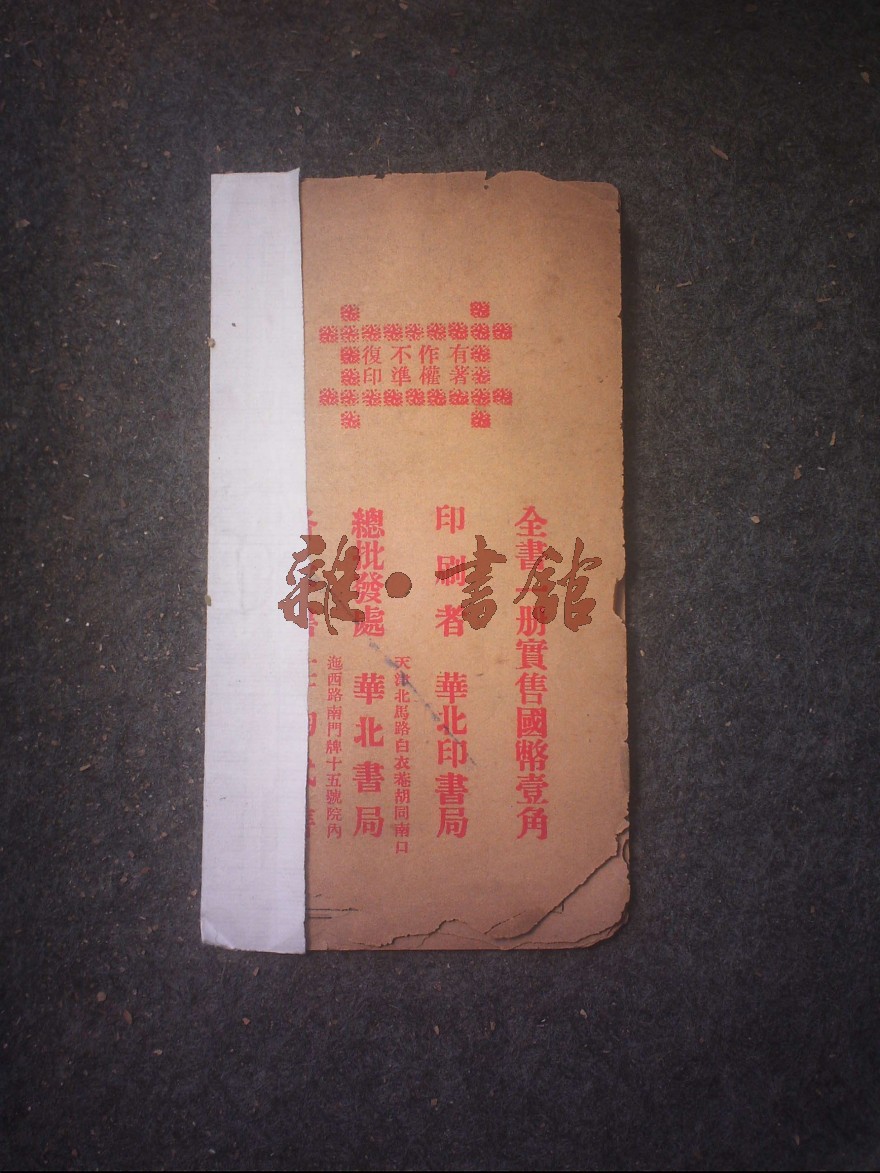 有著
作權
不準
復印
全書一册實售國幣壹角
印刷者 華北印書局
天津北馬路白衣菴胡同南口
總批發處 華北書局
迤西路南門牌十五號院內
雜·書館